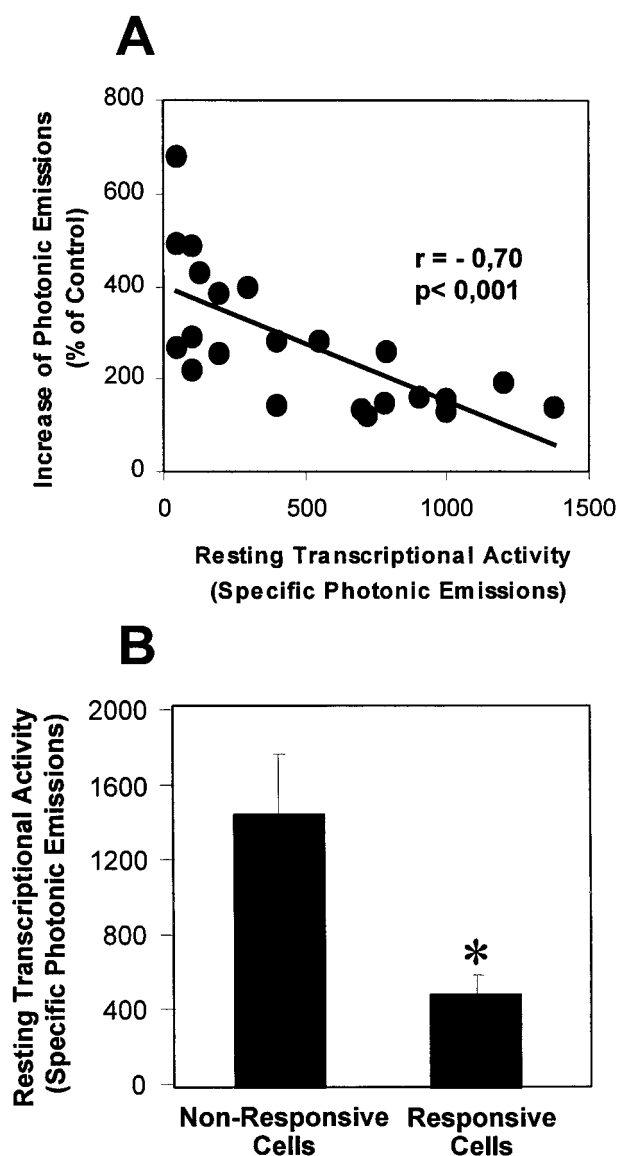 A
Increase of Photonic Emissions
(% of Control)
800
600
400
200
0
r = - 0,70
p< 0,001
0 500 1000 1500
Resting Transcriptional Activity
(Specific Photonic Emissions)
B
Resting Transcriptional Activity
(Specific Photonic Emissions)
2000
1600
1200
800
400
0
*
Non-Responsive Responsive
Cells Cells